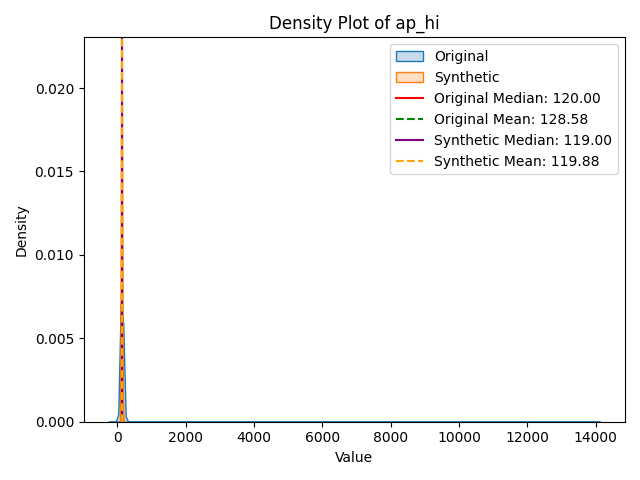 Density Plot of ap_hi
Original
Synthetic
Original Median: 120.00
Original Mean: 128.58
Synthetic Median: 119.00
Synthetic Mean: 119.88
Density
0.020
0.015
0.010
0.005
0.000
0
2000
4000
6000
8000
10000
12000
14000
Value